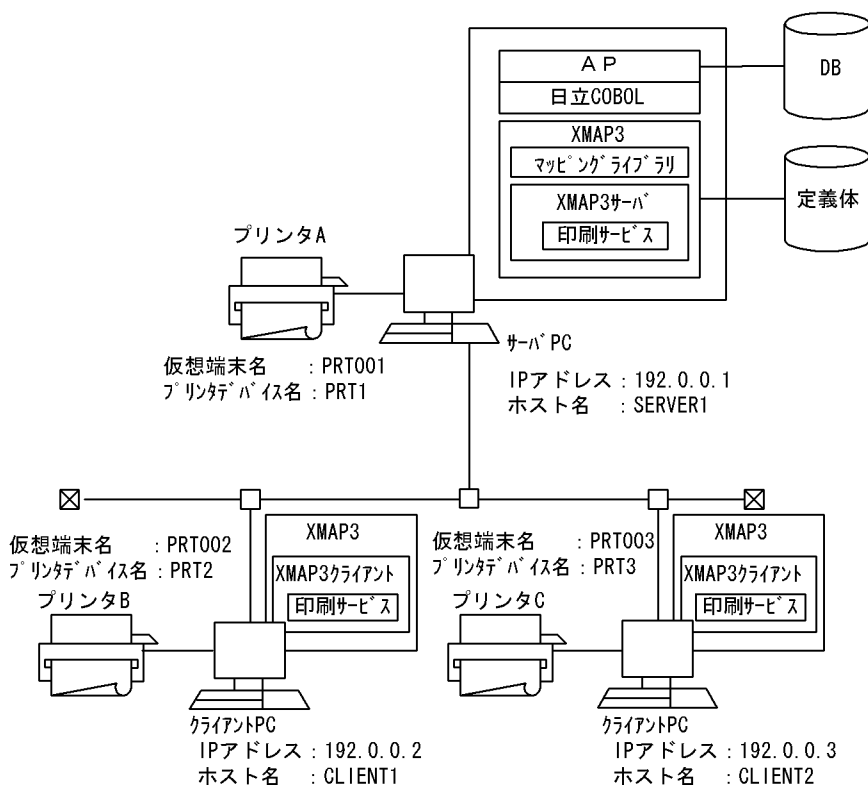 AP
日立COBOL
DB
XMAP3
ﾏｯﾋﾟﾝｸﾞﾗｲﾌﾞﾗﾘ
XMAP3ｻｰﾊﾞ
印刷ｻｰﾋﾞｽ
定義体
プリンタA
仮想端末名 : PRT001
ﾌﾟﾘﾝﾀﾃﾞﾊﾞｲｽ名 : PRT1
ｻｰﾊﾞPC
IPアドレス : 192.0.0.1
ホスト名 : SERVER1
仮想端末名 : PRT002
ﾌﾟﾘﾝﾀﾃﾞﾊﾞｲｽ名 : PRT2
プリンタB
XMAP3
XMAP3ｸﾗｲｱﾝﾄ
印刷ｻｰﾋﾞｽ
ｸﾗｲｱﾝﾄPC
IPアドレス : 192.0.0.2
ホスト名 : CLIENT1
仮想端末名 : PRT003
ﾌﾟﾘﾝﾀﾃﾞﾊﾞｲｽ名 : PRT3
プリンタC
XMAP3
XMAP3ｸﾗｲｱﾝﾄ
印刷ｻｰﾋﾞｽ
ｸﾗｲｱﾝﾄPC
IPアドレス : 192.0.0.3
ホスト名 : CLIENT2